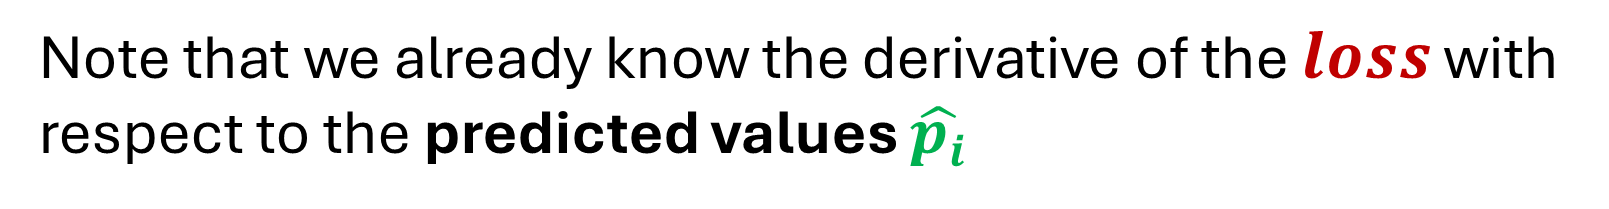 Note that we already know the derivative of the loss with
respect to the predicted values p̂ᵢ